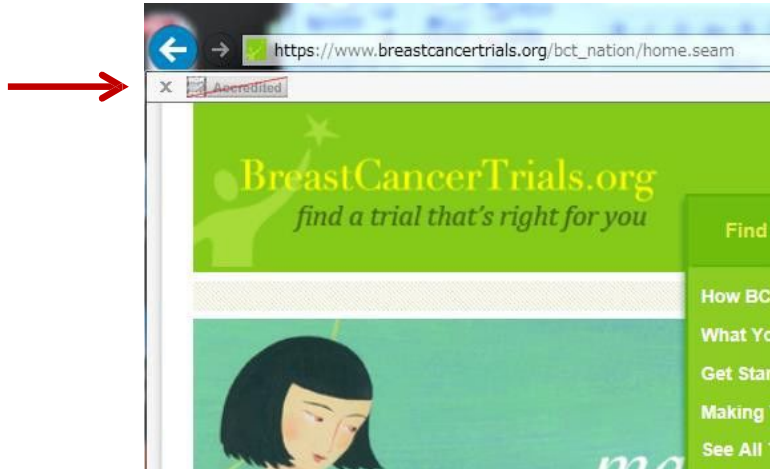 https://www.breastcancertrials.org/bct_nation/home.seam
X Accredited
BreastCancerTrials.org
find a trial that's right for you
Find
How BC
What Yo
Get Star
Making
See All